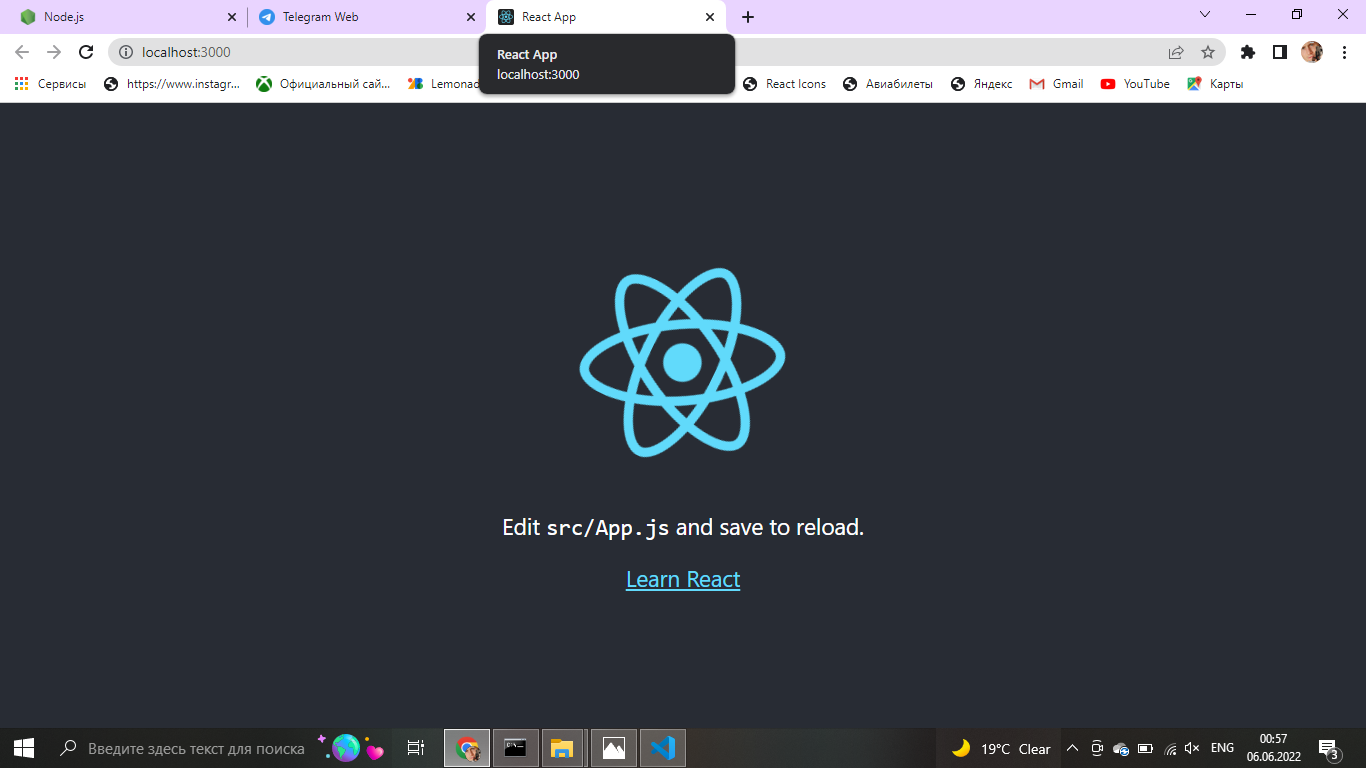 Node.js
Telegram Web
React App
localhost:3000
React App
localhost:3000
Сервисы
https://www.instagr...
Официальный сай...
Lemonad
React Icons
Авиабилеты
Яндекс
Gmail
YouTube
Карты
Edit src/App.js and save to reload.
Learn React
Введите здесь текст для поиска
19°C Clear
ENG
00:57
06.06.2022
3